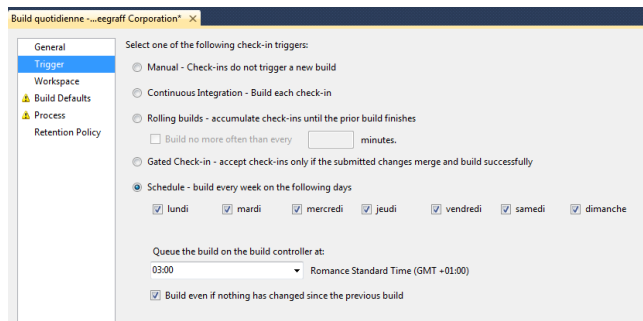 Build quotidienne -...eegraff Corporation* ×
General
Trigger
Workspace
Build Defaults
Process
Retention Policy
Select one of the following check-in triggers:
Manual - Check-ins do not trigger a new build
Continuous Integration - Build each check-in
Rolling builds - accumulate check-ins until the prior build finishes
Build no more often than every minutes.
Gated Check-in - accept check-ins only if the submitted changes merge and build successfully
Schedule - build every week on the following days
lundi mardi mercredi jeudi vendredi samedi dimanche
Queue the build on the build controller at:
03:00 Romance Standard Time (GMT +01:00)
Build even if nothing has changed since the previous build